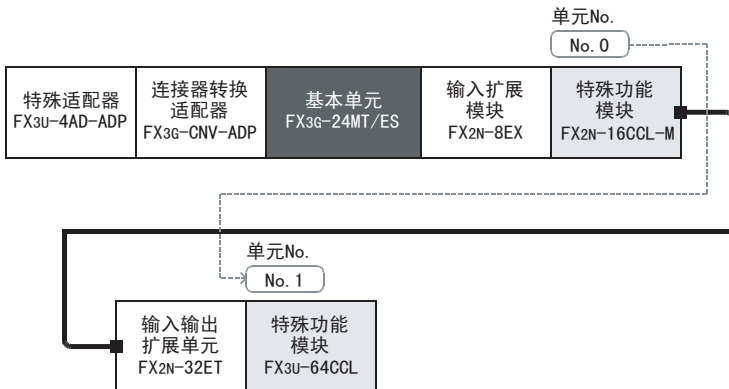 单元No.
No. 0
特殊适配器
FX3U-4AD-ADP
连接器转换
适配器
FX3G-CNV-ADP
基本单元
FX3G-24MT/ES
输入扩展
模块
FX2N-8EX
特殊功能
模块
FX2N-16CCL-M
单元No.
No. 1
输入输出
扩展单元
FX2N-32ET
特殊功能
模块
FX3U-64CCL